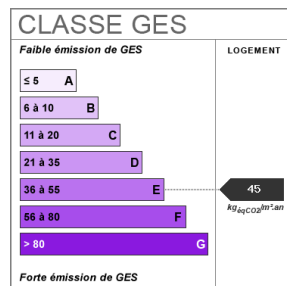 CLASSE GES
Faible émission de GES
LOGEMENT
≤ 5 A
6 à 10 B
11 à 20 C
21 à 35 D
36 à 55 E
45
kgéqCO2/m².an
56 à 80 F
> 80 G
Forte émission de GES